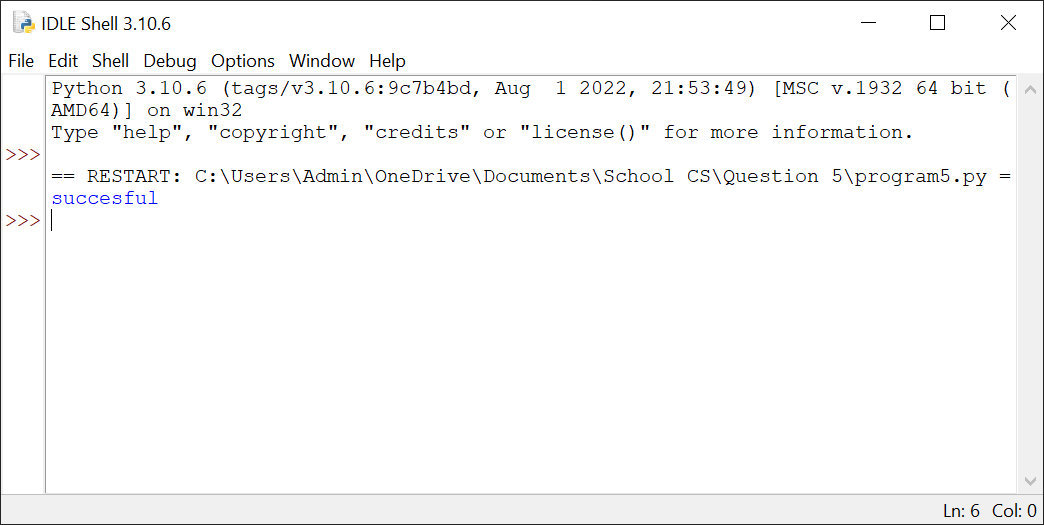 IDLE Shell 3.10.6
File Edit Shell Debug Options Window Help
Python 3.10.6 (tags/v3.10.6:9c7b4bd, Aug  1 2022, 21:53:49) [MSC v.1932 64 bit (
AMD64)] on win32
Type "help", "copyright", "credits" or "license()" for more information.
>>>
== RESTART: C:\Users\Admin\OneDrive\Documents\School CS\Question 5\program5.py =
succesful
>>>
Ln: 6 Col: 0